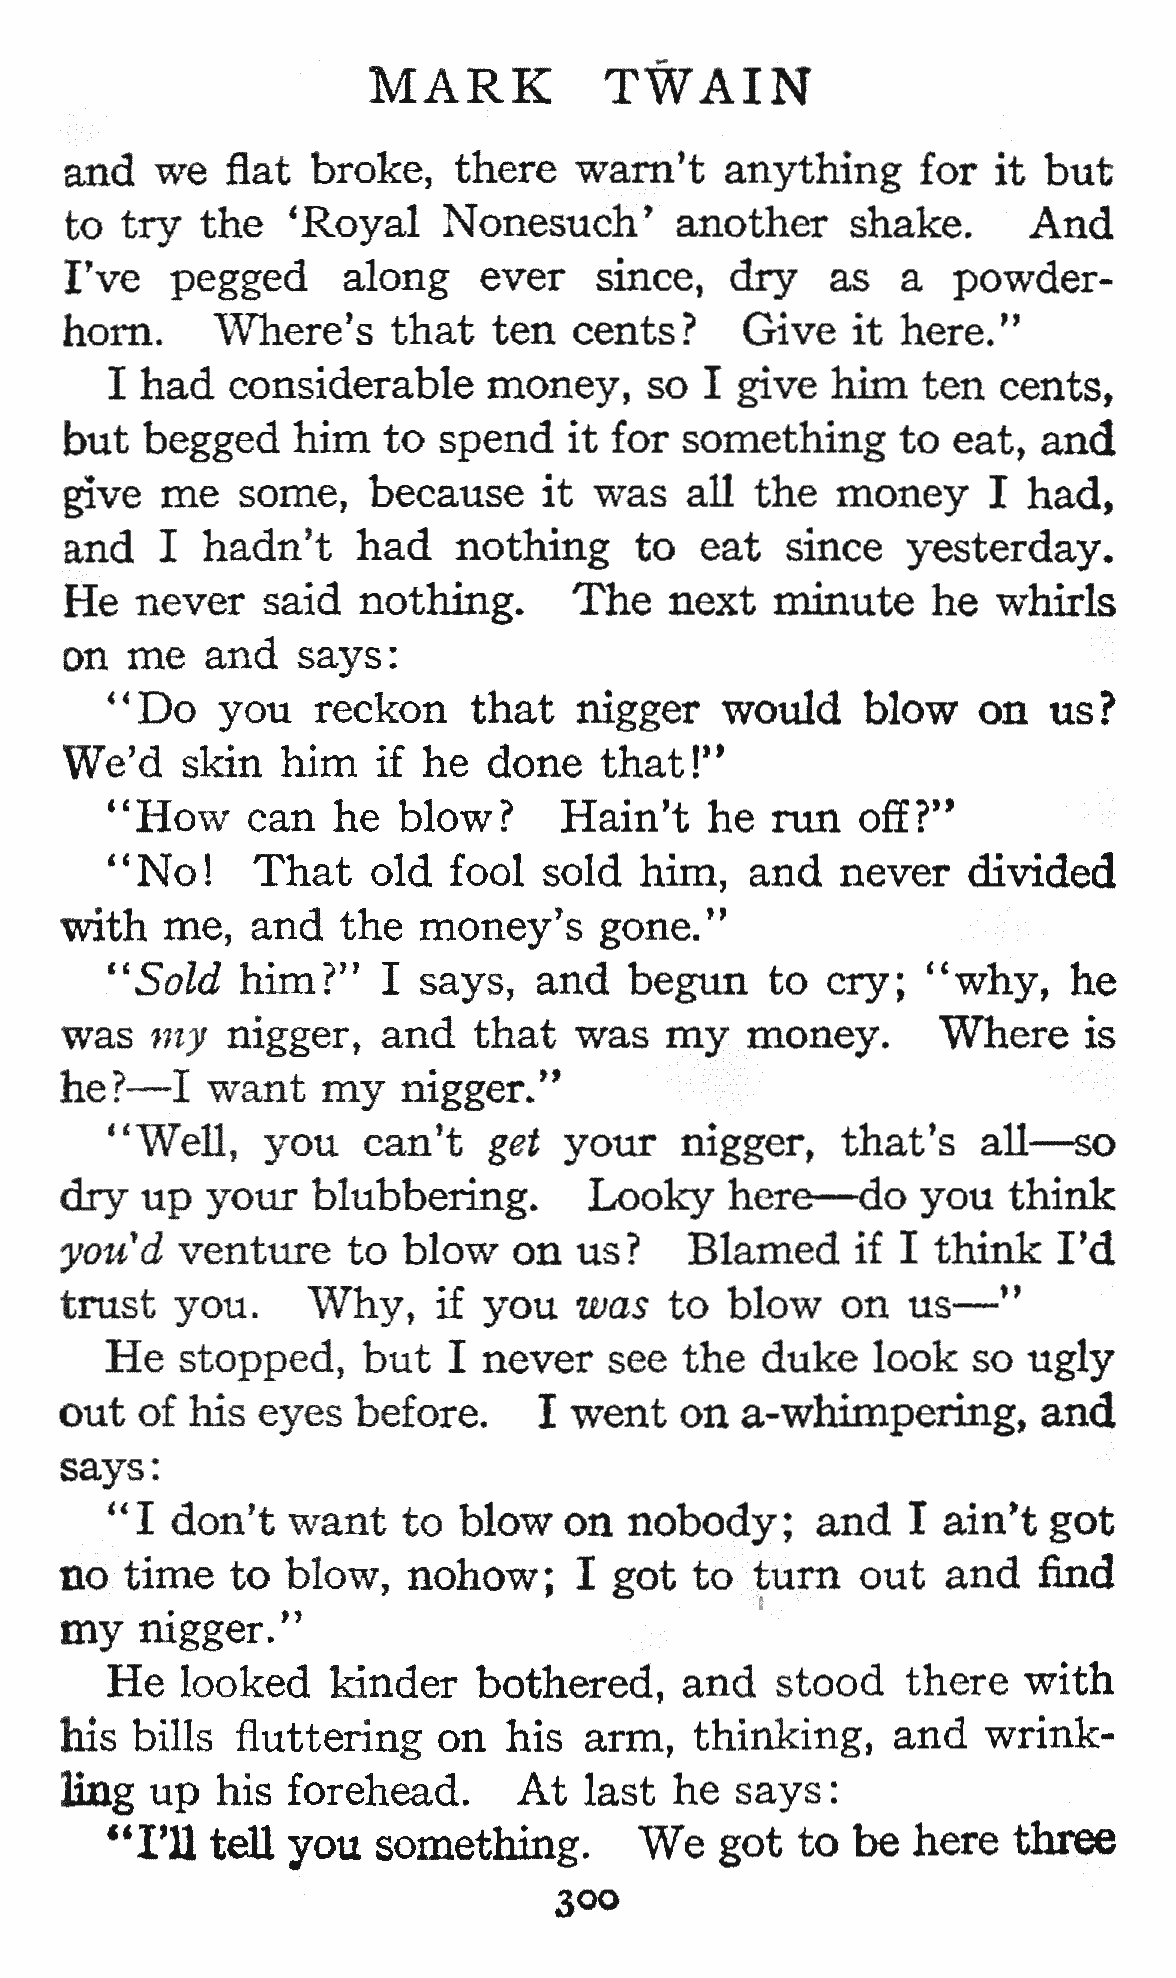 MARK TWAIN
and we flat broke, there warn't anything for it but
to try the 'Royal Nonesuch' another shake. And
I've pegged along ever since, dry as a powder-
horn. Where's that ten cents? Give it here."
I had considerable money, so I give him ten cents,
but begged him to spend it for something to eat, and
give me some, because it was all the money I had,
and I hadn't had nothing to eat since yesterday.
He never said nothing. The next minute he whirls
on me and says:
"Do you reckon that nigger would blow on us?
We'd skin him if he done that!"
"How can he blow? Hain't he run off?"
"No! That old fool sold him, and never divided
with me, and the money's gone."
"Sold him?" I says, and begun to cry; "why, he
was my nigger, and that was my money. Where is
he?—I want my nigger."
"Well, you can't get your nigger, that's all—so
dry up your blubbering. Looky here—do you think
you'd venture to blow on us? Blamed if I think I'd
trust you. Why, if you was to blow on us—"
He stopped, but I never see the duke look so ugly
out of his eyes before. I went on a-whimpering, and
says:
"I don't want to blow on nobody; and I ain't got
no time to blow, nohow; I got to turn out and find
my nigger."
He looked kinder bothered, and stood there with
his bills fluttering on his arm, thinking, and wrink-
ling up his forehead. At last he says:
"I'll tell you something. We got to be here three
300